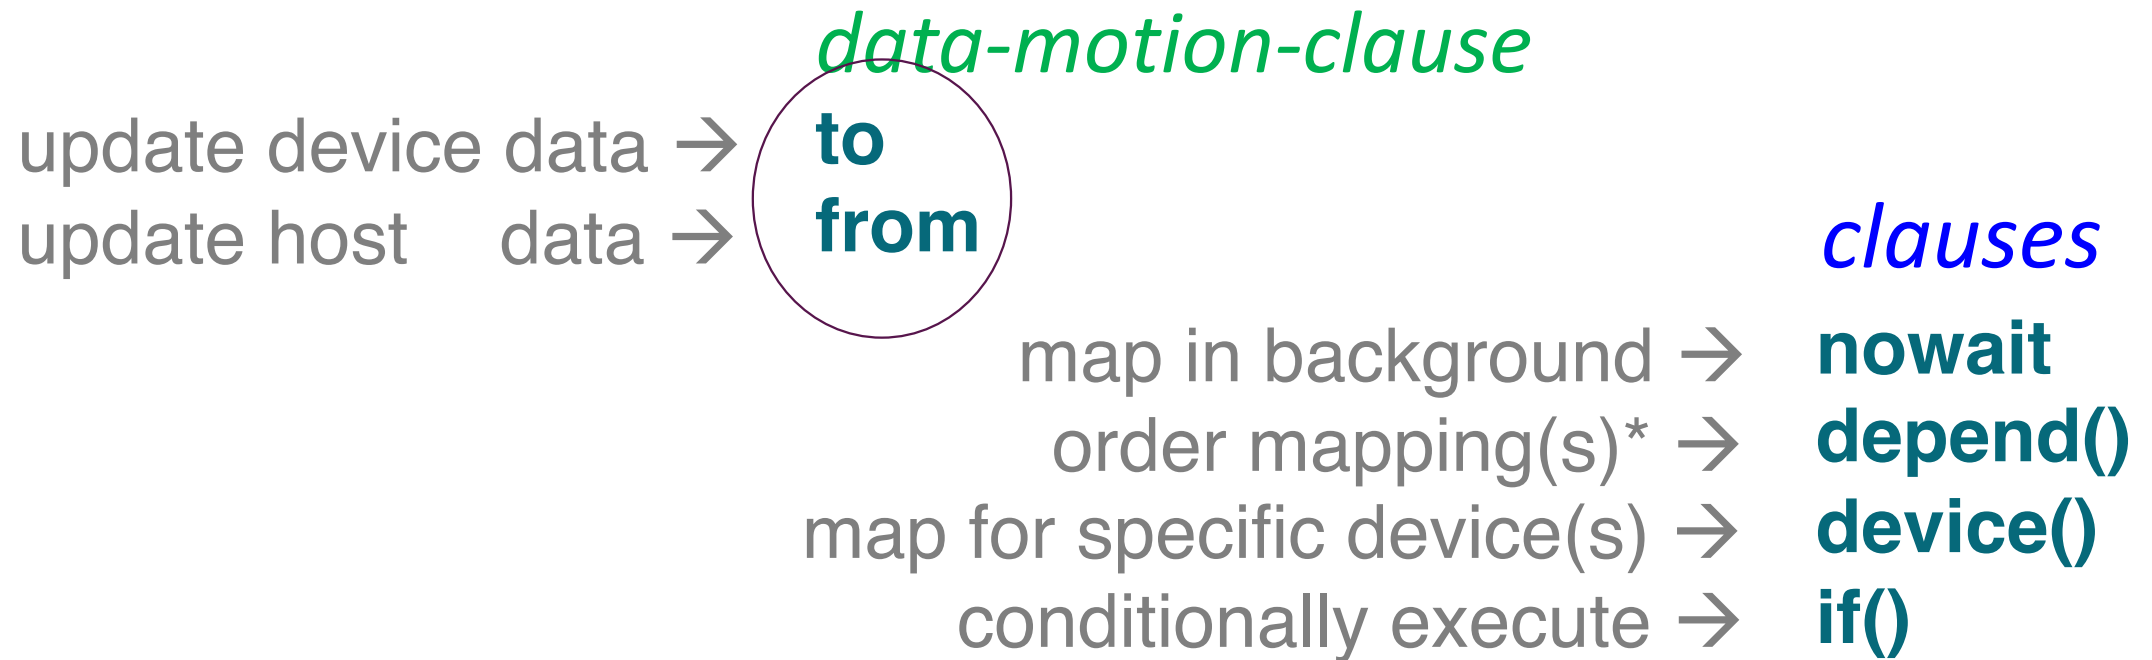 data-motion-clause
update device data → to
update host data → from
clauses
map in background → nowait
order mapping(s)* → depend()
map for specific device(s) → device()
conditionally execute → if()